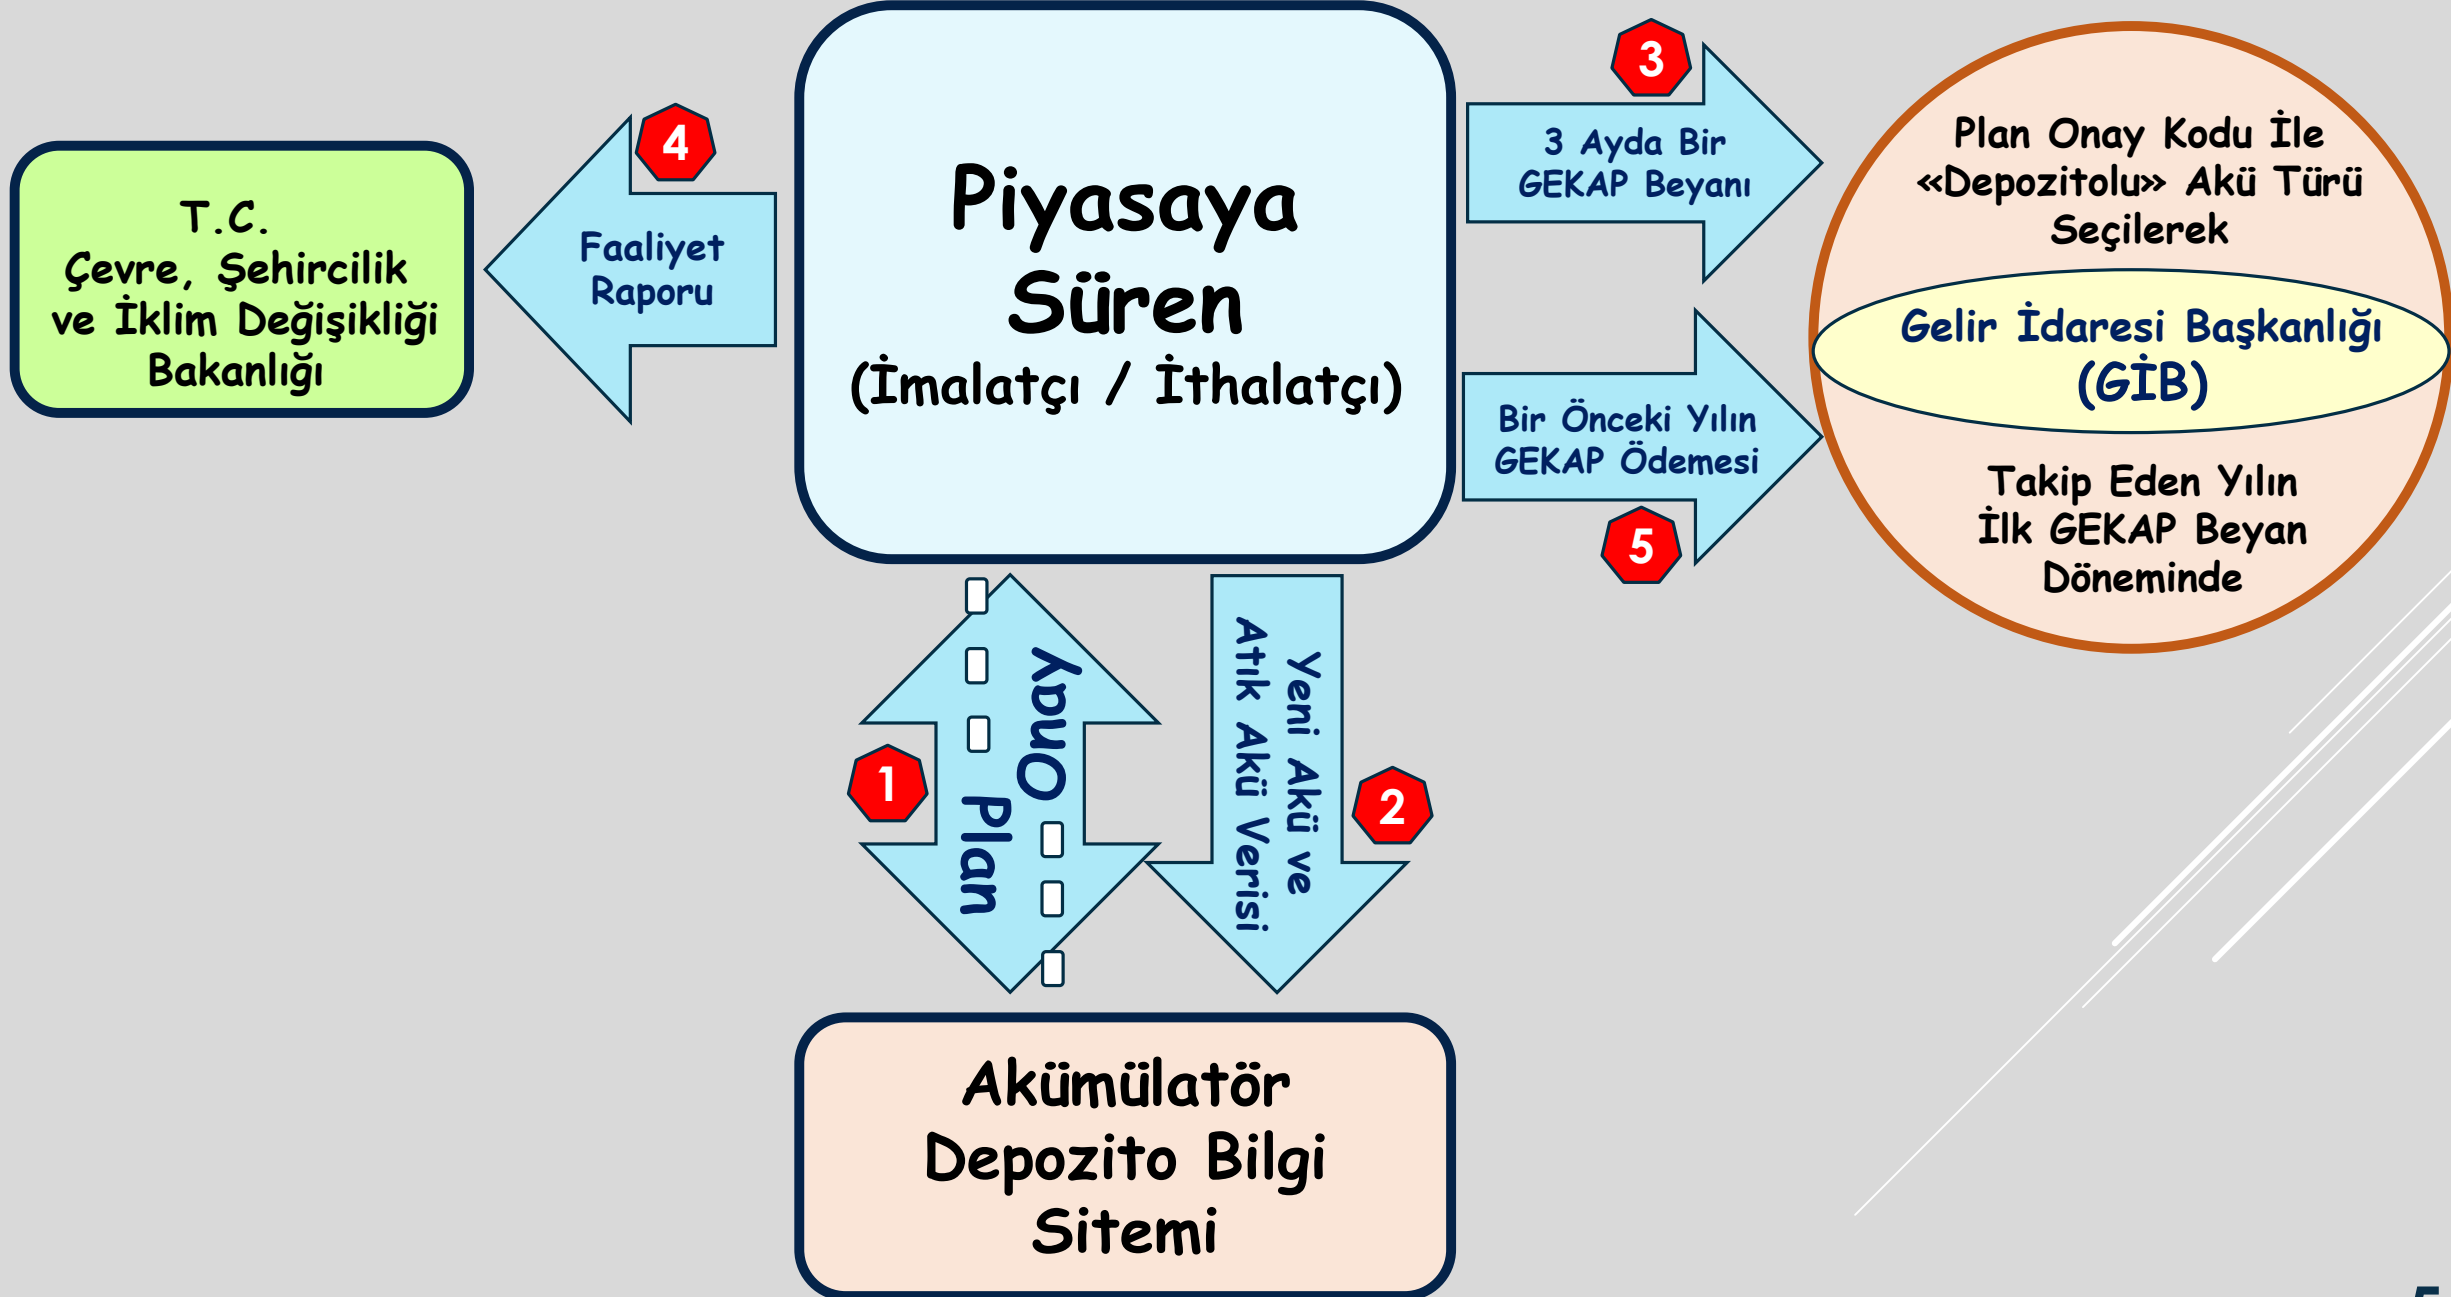 4
T.C.
Çevre, Şehircilik
ve İklim Değişikliği
Bakanlığı
Faaliyet
Raporu
Piyasaya
Süren
(İmalatçı / İthalatçı)
3
3 Ayda Bir
GEKAP Beyanı
Bir Önceki Yılın
GEKAP Ödemesi
5
Plan Onay Kodu İle
«Depozitolu» Akü Türü
Seçilerek
Gelir İdaresi Başkanlığı
(GİB)
Takip Eden Yılın
İlk GEKAP Beyan
Döneminde
1
Onay
Plan
Yeni Akü ve
Atık Akü Verisi
2
Akümülatör
Depozito Bilgi
Sitemi